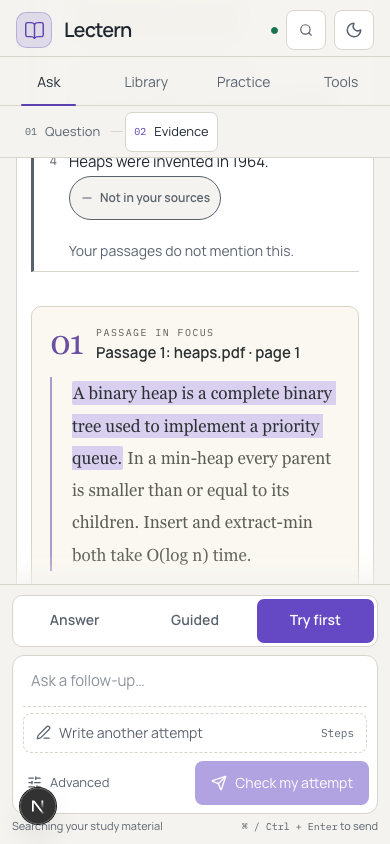 Lectern
Ask Library Practice Tools
01 Question — 02 Evidence
4 Heaps were invented in 1964.
— Not in your sources
Your passages do not mention this.
01 PASSAGE IN FOCUS
Passage 1: heaps.pdf · page 1
A binary heap is a complete binary
tree used to implement a priority
queue. In a min-heap every parent
is smaller than or equal to its
children. Insert and extract-min
both take O(log n) time.
Answer Guided Try first
Ask a follow-up…
Write another attempt Steps
Advanced Check my attempt
N
Searching your study material ⌘ / Ctrl + Enter to send